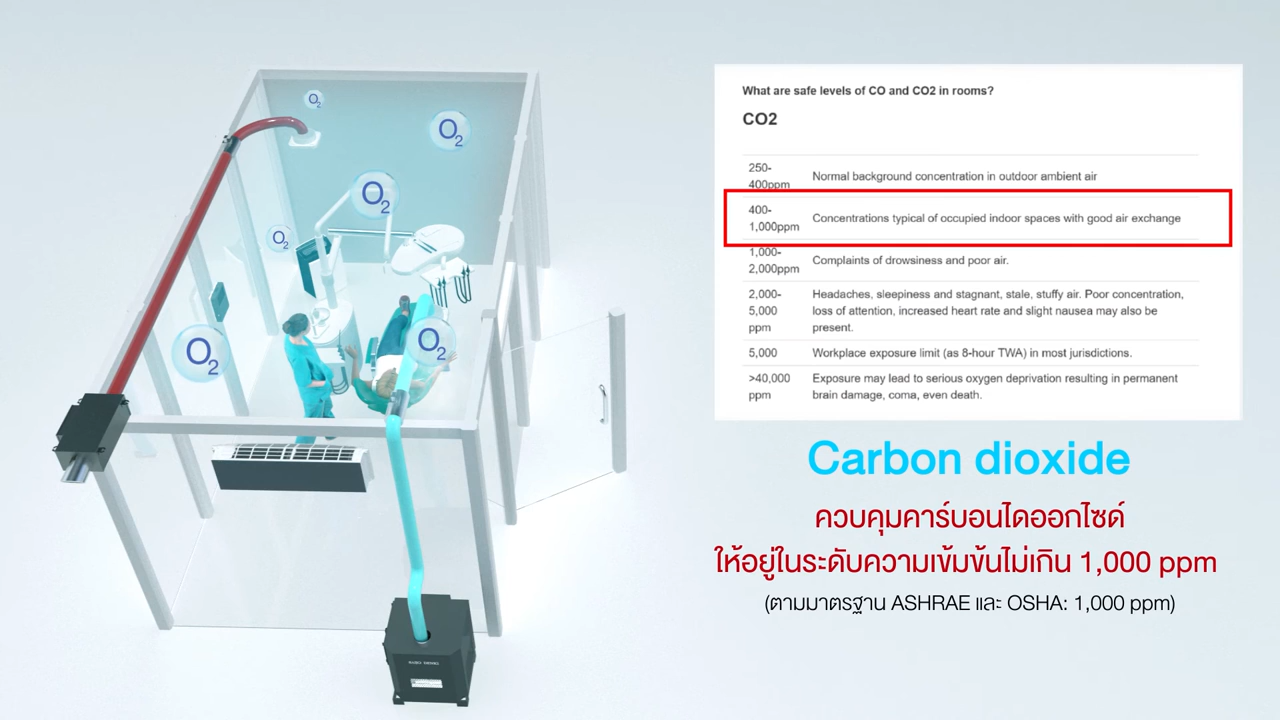 O2
O2
O2
O2
O2
O2
What are safe levels of CO and CO2 in rooms?
CO2
250-
400ppm
Normal background concentration in outdoor ambient air
400-
1,000ppm
Concentrations typical of occupied indoor spaces with good air exchange
1,000-
2,000ppm
Complaints of drowsiness and poor air.
2,000-
5,000
ppm
Headaches, sleepiness and stagnant, stale, stuffy air. Poor concentration,
loss of attention, increased heart rate and slight nausea may also be
present.
5,000
Workplace exposure limit (as 8-hour TWA) in most jurisdictions.
>40,000
ppm
Exposure may lead to serious oxygen deprivation resulting in permanent
brain damage, coma, even death.
Carbon dioxide
ควบคุมคาร์บอนไดออกไซด์
ให้อยู่ในระดับความเข้มข้นไม่เกิน 1,000 ppm
(ตามมาตรฐาน ASHRAE และ OSHA: 1,000 ppm)